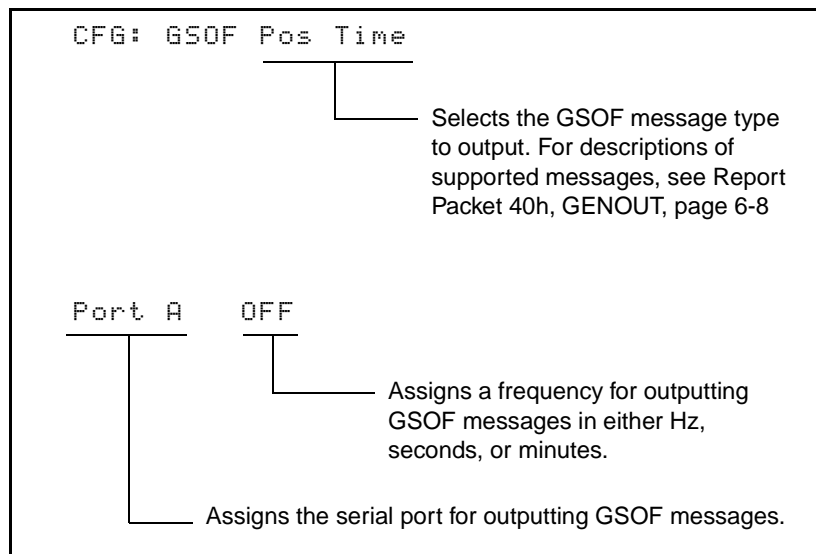 CFG: GSOF Pos Time
Selects the GSOF message type
to output. For descriptions of
supported messages, see Report
Packet 40h, GENOUT, page 6-8
Port A OFF
Assigns a frequency for outputting
GSOF messages in either Hz,
seconds, or minutes.
Assigns the serial port for outputting GSOF messages.